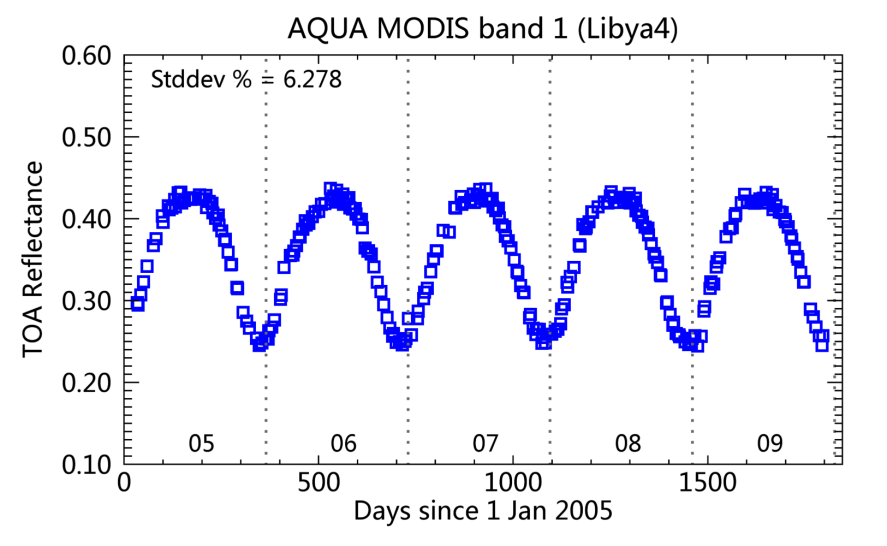 AQUA MODIS band 1 (Libya4)
0.60
Stddev % = 6.278
0.50
0.40
0.30
0.20
0.10
TOA Reflectance
05 06 07 08 09
0 500 1000 1500
Days since 1 Jan 2005